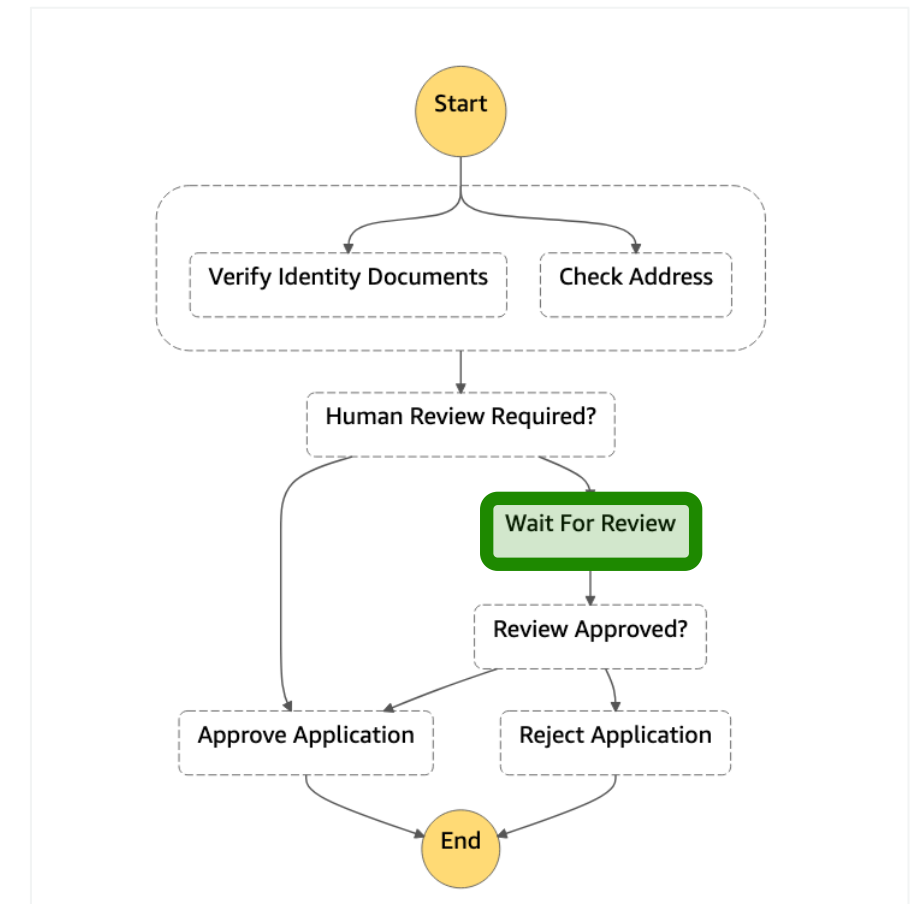 Start
Verify Identity Documents
Check Address
Human Review Required?
Wait For Review
Review Approved?
Approve Application
Reject Application
End